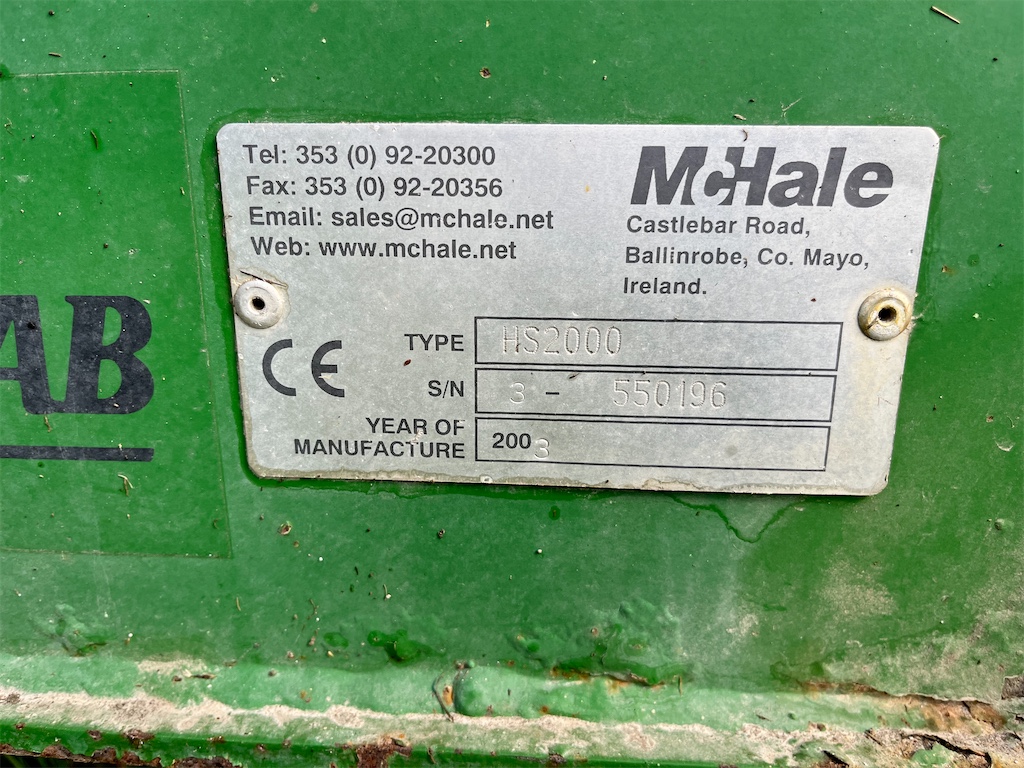 Tel: 353 (0) 92-20300
Fax: 353 (0) 92-20356
Email: sales@mchale.net
Web: www.mchale.net
McHale
Castlebar Road,
Ballinrobe, Co. Mayo,
Ireland.
CE
TYPE HS2000
S/N 3 - 550196
YEAR OF
MANUFACTURE 2003
AB